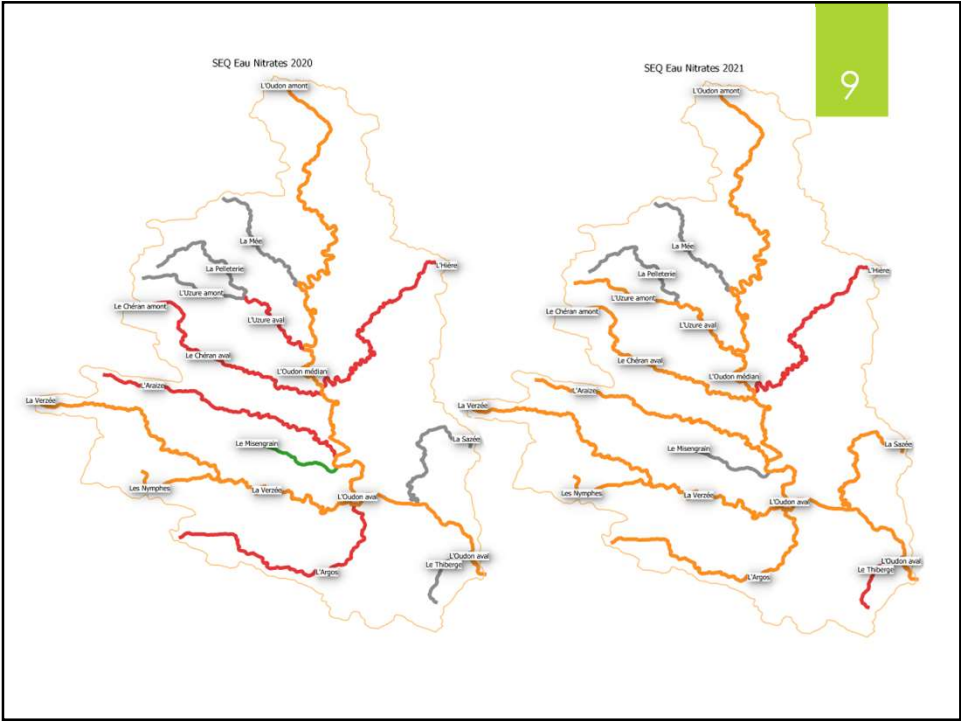 SEQ Eau Nitrates 2020
L'Oudon amont
La Mée
La Pelleterie
L'Hière
L'Uzure amont
Le Chéran amont
L'Uzure aval
Le Chéran aval
L'Oudon médian
L'Araize
La Verzée
Le Misengrain
La Sazée
Les Nymphes
La Verzée
L'Oudon aval
L'Oudon aval
Le Thiberge
L'Argos
SEQ Eau Nitrates 2021
9
L'Oudon amont
La Mée
La Pelleterie
L'Hière
L'Uzure amont
Le Chéran amont
L'Uzure aval
Le Chéran aval
L'Oudon médian
L'Araize
La Verzée
La Sazée
Le Misengrain
Les Nymphes
La Verzée
L'Oudon aval
L'Oudon aval
Le Thiberge
L'Argos